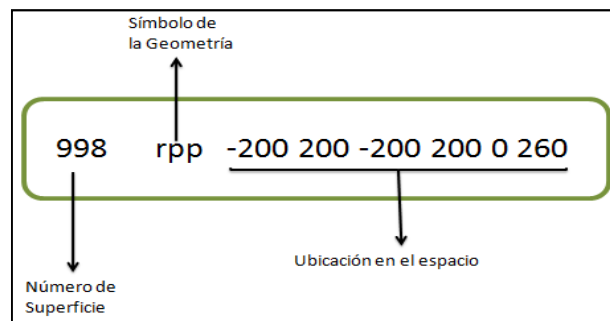 Símbolo de
la Geometría
998 rpp -200 200 -200 200 0 260
Ubicación en el espacio
Número de
Superficie